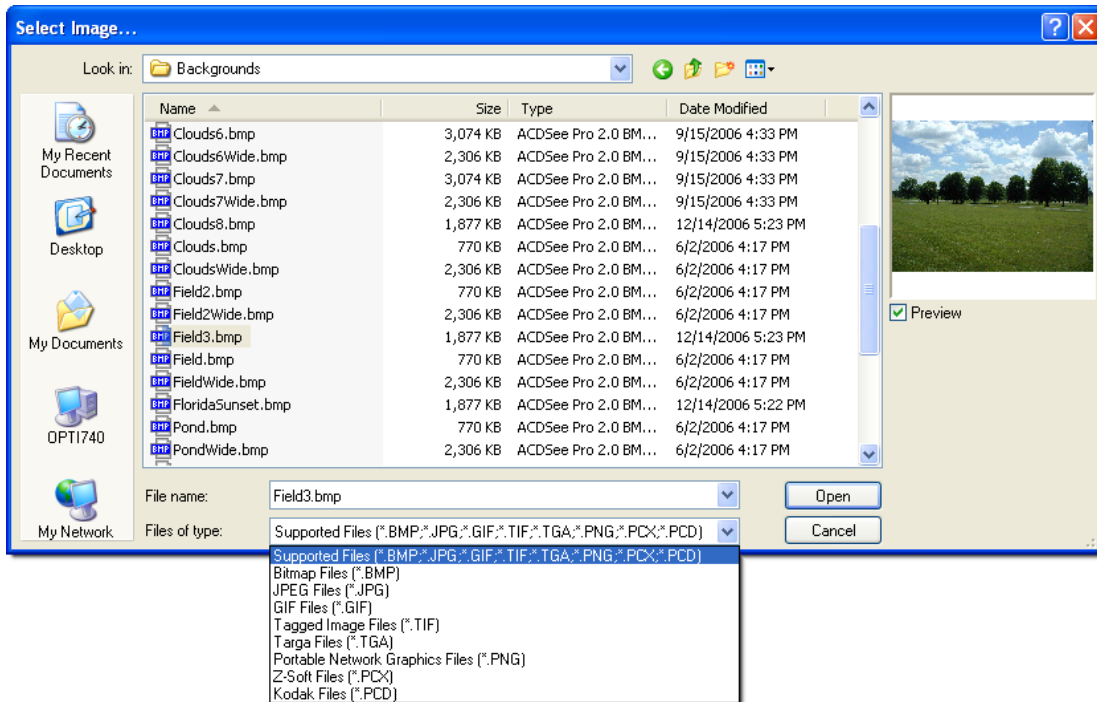 Select Image...
Look in: Backgrounds
Name Size Type Date Modified
BMP Clouds6.bmp 3,074 KB ACDSee Pro 2.0 BM... 9/15/2006 4:33 PM
BMP Clouds6Wide.bmp 2,306 KB ACDSee Pro 2.0 BM... 9/15/2006 4:33 PM
BMP Clouds7.bmp 3,074 KB ACDSee Pro 2.0 BM... 9/15/2006 4:33 PM
BMP Clouds7Wide.bmp 2,306 KB ACDSee Pro 2.0 BM... 9/15/2006 4:33 PM
BMP Clouds8.bmp 1,877 KB ACDSee Pro 2.0 BM... 12/14/2006 5:23 PM
BMP Clouds.bmp 770 KB ACDSee Pro 2.0 BM... 6/2/2006 4:17 PM
BMP CloudsWide.bmp 2,306 KB ACDSee Pro 2.0 BM... 6/2/2006 4:17 PM
BMP Field2.bmp 770 KB ACDSee Pro 2.0 BM... 6/2/2006 4:17 PM
BMP Field2Wide.bmp 2,306 KB ACDSee Pro 2.0 BM... 6/2/2006 4:17 PM
BMP Field3.bmp 1,877 KB ACDSee Pro 2.0 BM... 12/14/2006 5:23 PM
BMP Field.bmp 770 KB ACDSee Pro 2.0 BM... 6/2/2006 4:17 PM
BMP FieldWide.bmp 2,306 KB ACDSee Pro 2.0 BM... 6/2/2006 4:17 PM
BMP FloridaSunset.bmp 1,877 KB ACDSee Pro 2.0 BM... 12/14/2006 5:22 PM
BMP Pond.bmp 770 KB ACDSee Pro 2.0 BM... 6/2/2006 4:17 PM
BMP PondWide.bmp 2,306 KB ACDSee Pro 2.0 BM... 6/2/2006 4:17 PM
My Recent
Documents
Desktop
My Documents
OPTI740
My Network
Preview
File name: Field3.bmp Open
Files of type: Supported Files (*.BMP;*.JPG;*.GIF;*.TIF;*.TGA;*.PNG;*.PCX;*.PCD) Cancel
Supported Files (*.BMP;*.JPG;*.GIF;*.TIF;*.TGA;*.PNG;*.PCX;*.PCD)
Bitmap Files (*.BMP)
JPEG Files (*.JPG)
GIF Files (*.GIF)
Tagged Image Files (*.TIF)
Targa Files (*.TGA)
Portable Network Graphics Files (*.PNG)
Z-Soft Files (*.PCX)
Kodak Files (*.PCD)